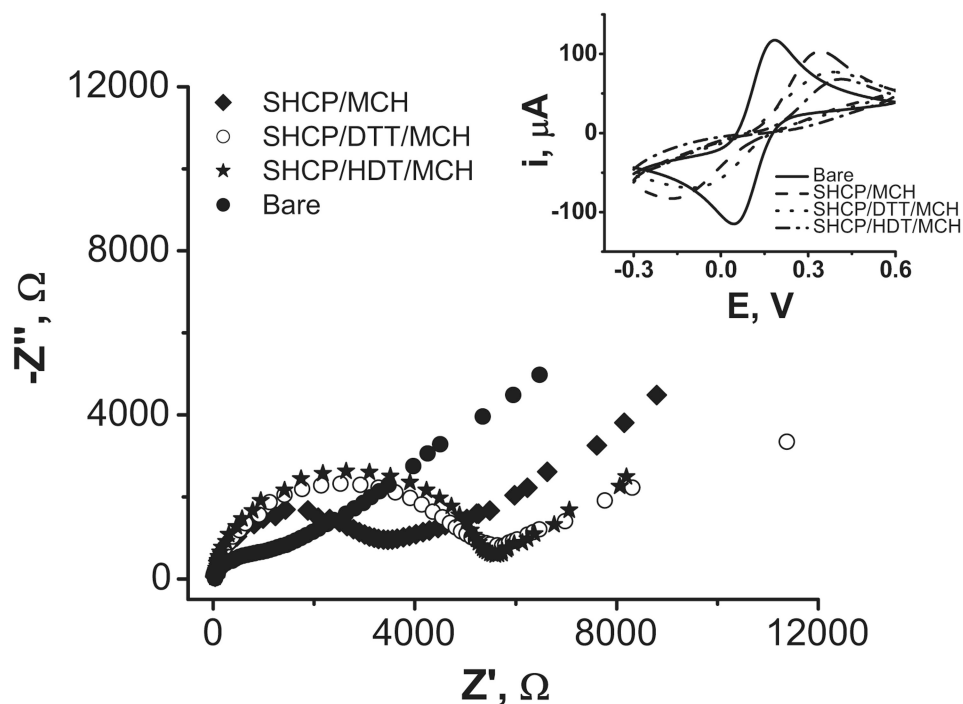 12000
8000
4000
0
-Z'', Ω
SHCP/MCH
SHCP/DTT/MCH
SHCP/HDT/MCH
Bare
0
4000
8000
12000
Z', Ω
100
0
-100
i, µA
Bare
SHCP/MCH
SHCP/DTT/MCH
SHCP/HDT/MCH
-0.3
0.0
0.3
0.6
E, V